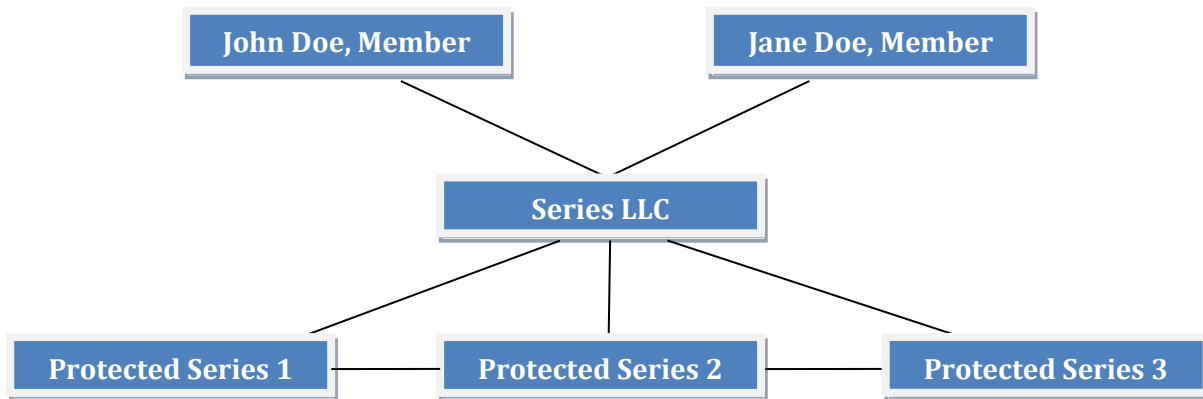 John Doe, Member
Jane Doe, Member
Series LLC
Protected Series 1
Protected Series 2
Protected Series 3